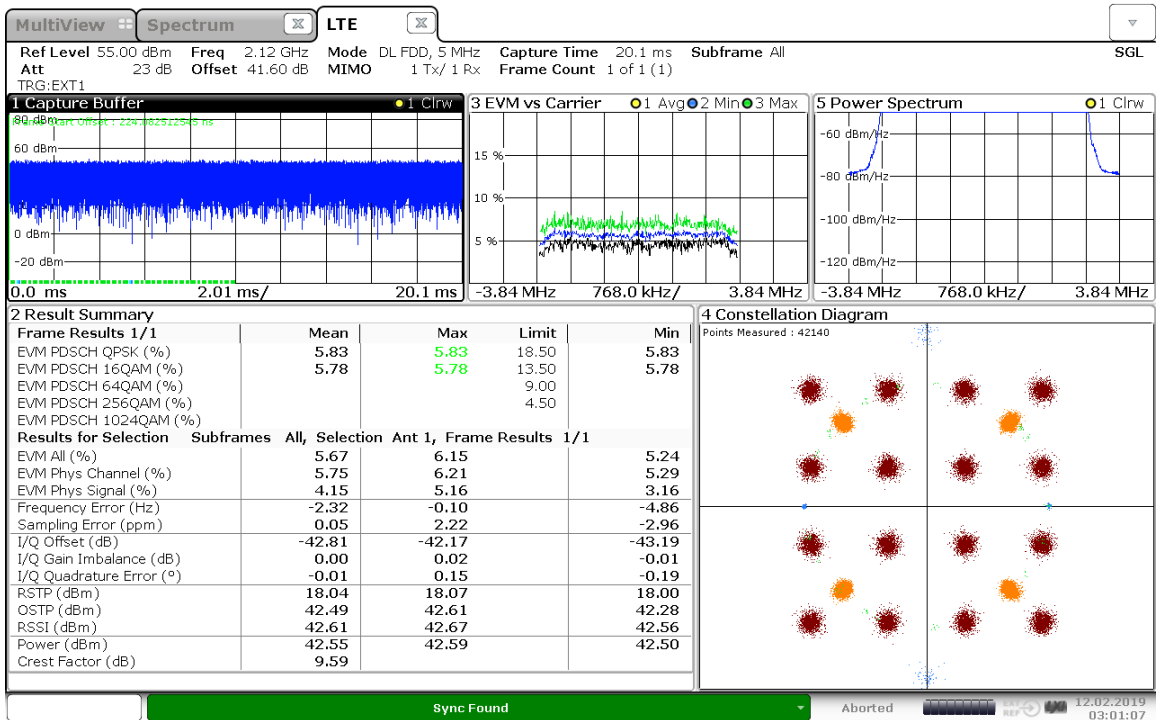 MultiView Spectrum LTE
Ref Level 55.00 dBm Freq 2.12 GHz Mode DL FDD, 5 MHz Capture Time 20.1 ms Subframe All SGL
Att 23 dB Offset 41.60 dB MIMO 1 Tx/ 1 Rx Frame Count 1 of 1 (1)
TRG:EXT1
1 Capture Buffer 1 Clrw
80 dBm
Frame Start Offset : 224.082512545 ns
60 dBm
0 dBm
-20 dBm
0.0 ms 2.01 ms/ 20.1 ms
3 EVM vs Carrier 1 Avg 2 Min 3 Max
15 %
10 %
5 %
-3.84 MHz 768.0 kHz/ 3.84 MHz
5 Power Spectrum 1 Clrw
-60 dBm/Hz
-80 dBm/Hz
-100 dBm/Hz
-120 dBm/Hz
-3.84 MHz 768.0 kHz/ 3.84 MHz
2 Result Summary
Frame Results 1/1 Mean Max Limit Min
EVM PDSCH QPSK (%) 5.83 5.83 18.50 5.83
EVM PDSCH 16QAM (%) 5.78 5.78 13.50 5.78
EVM PDSCH 64QAM (%) 9.00
EVM PDSCH 256QAM (%) 4.50
EVM PDSCH 1024QAM (%)
Results for Selection Subframes All, Selection Ant 1, Frame Results 1/1
EVM All (%) 5.67 6.15 5.24
EVM Phys Channel (%) 5.75 6.21 5.29
EVM Phys Signal (%) 4.15 5.16 3.16
Frequency Error (Hz) -2.32 -0.10 -4.86
Sampling Error (ppm) 0.05 2.22 -2.96
I/Q Offset (dB) -42.81 -42.17 -43.19
I/Q Gain Imbalance (dB) 0.00 0.02 -0.01
I/Q Quadrature Error (º) -0.01 0.15 -0.19
RSTP (dBm) 18.04 18.07 18.00
OSTP (dBm) 42.49 42.61 42.28
RSSI (dBm) 42.61 42.67 42.56
Power (dBm) 42.55 42.59 42.50
Crest Factor (dB) 9.59
4 Constellation Diagram
Points Measured : 42140
Sync Found Aborted EXT REF 12.02.2019
03:01:07